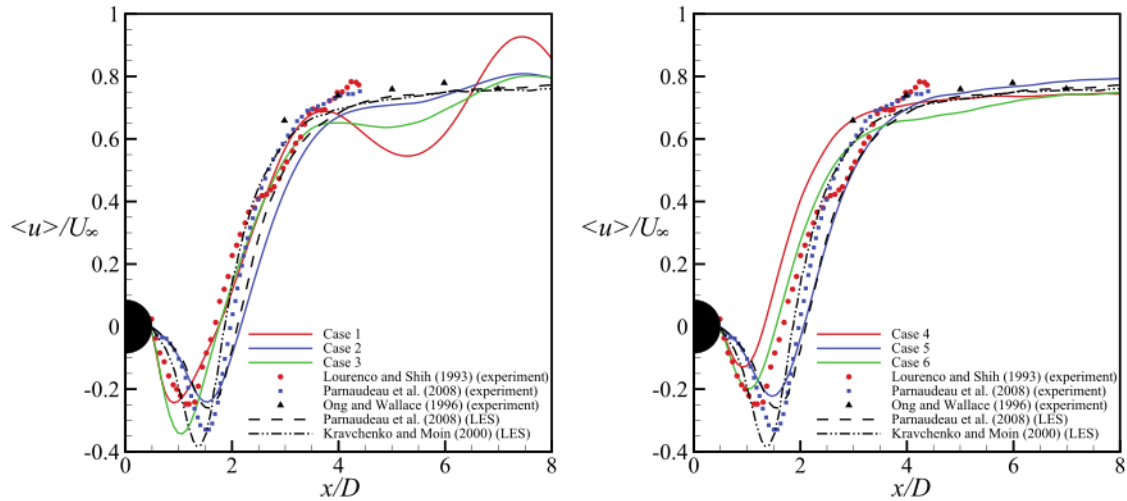 1
0.8
0.6
0.4
<u>/U∞
0.2
0
-0.2
-0.4
Case 1
Case 2
Case 3
Lourenco and Shih (1993) (experiment)
Parnaudeau et al. (2008) (experiment)
Ong and Wallace (1996) (experiment)
Parnaudeau et al. (2008) (LES)
Kravchenko and Moin (2000) (LES)
0 2 4 6 8
x/D
1
0.8
0.6
0.4
<u>/U∞
0.2
0
-0.2
-0.4
Case 4
Case 5
Case 6
Lourenco and Shih (1993) (experiment)
Parnaudeau et al. (2008) (experiment)
Ong and Wallace (1996) (experiment)
Parnaudeau et al. (2008) (LES)
Kravchenko and Moin (2000) (LES)
0 2 4 6 8
x/D